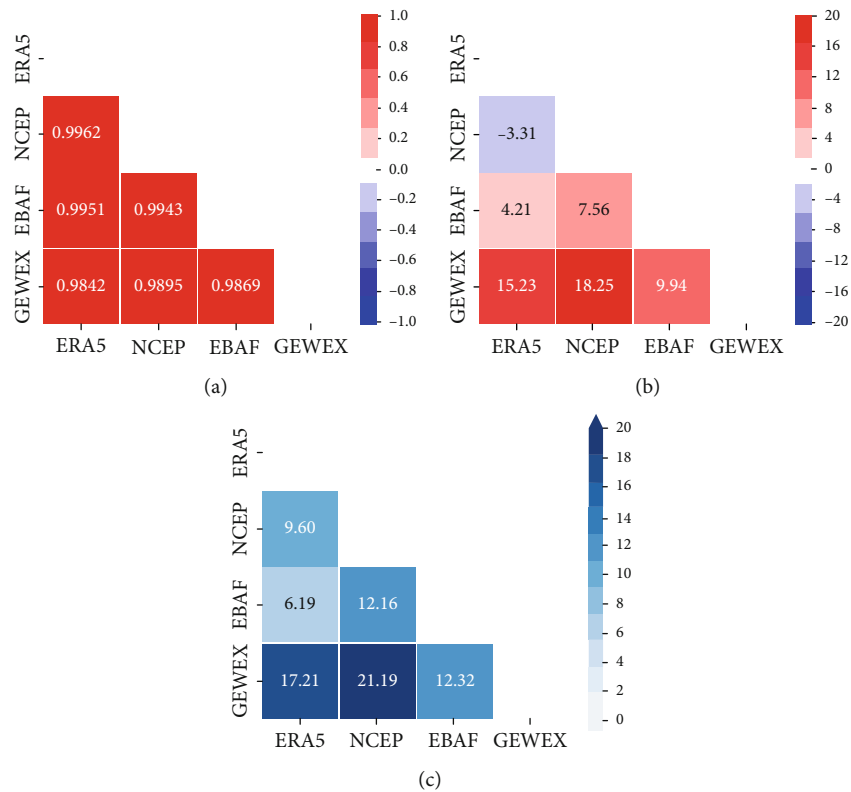 ERA5
NCEP
EBAF
GEWEX
0.9962
0.9951 0.9943
0.9842 0.9895 0.9869
ERA5 NCEP EBAF GEWEX
1.0
0.8
0.6
0.4
0.2
0.0
−0.2
−0.4
−0.6
−0.8
−1.0
(a)
ERA5
NCEP
EBAF
GEWEX
−3.31
4.21 7.56
15.23 18.25 9.94
ERA5 NCEP EBAF GEWEX
20
16
12
8
4
0
−4
−8
−12
−16
−20
(b)
ERA5
NCEP
EBAF
GEWEX
9.60
6.19 12.16
17.21 21.19 12.32
ERA5 NCEP EBAF GEWEX
20
18
16
14
12
10
8
6
4
2
0
(c)